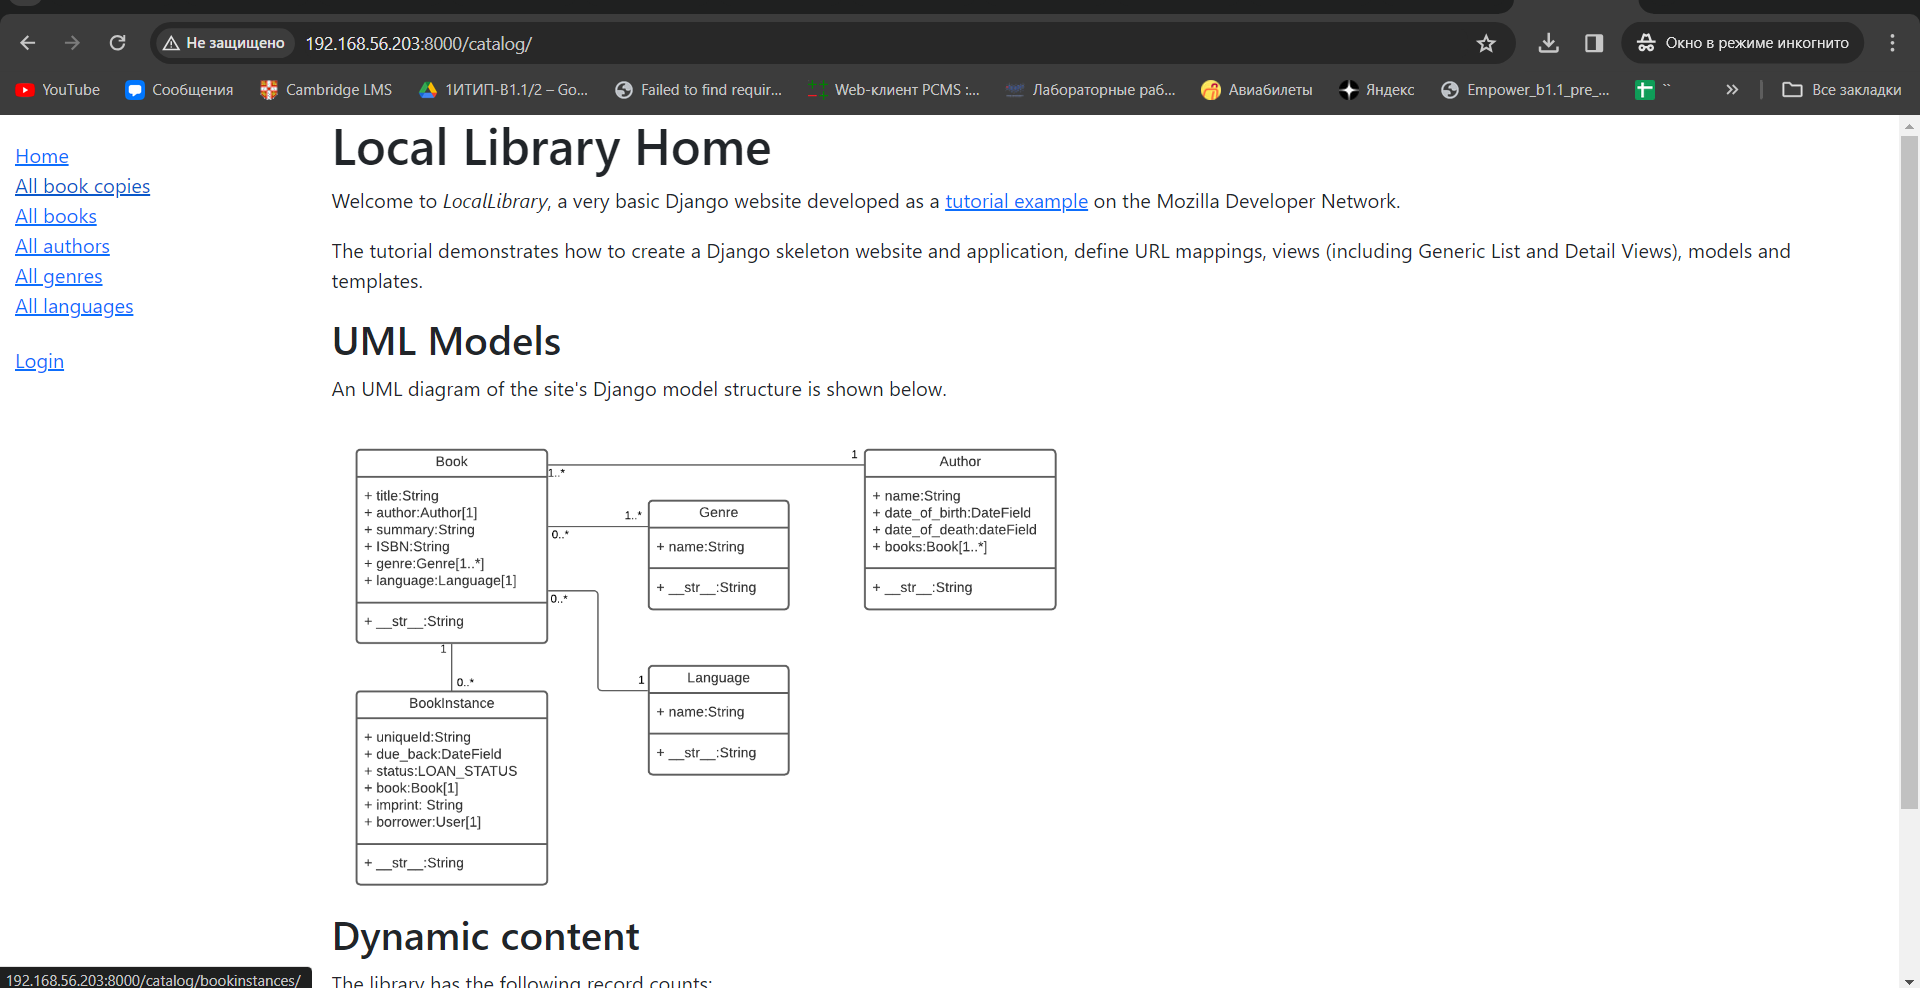 Не защищено
192.168.56.203:8000/catalog/
Окно в режиме инкогнито
YouTube
Сообщения
Cambridge LMS
1ИТИП-B1.1/2 – Go...
Failed to find requir...
Web-клиент PCMS :...
Лабораторные раб...
Авиабилеты
Яндекс
Empower_b1.1_pre_...
``
»
Все закладки
Home
All book copies
All books
All authors
All genres
All languages
Login
Local Library Home
Welcome to LocalLibrary, a very basic Django website developed as a tutorial example on the Mozilla Developer Network.
The tutorial demonstrates how to create a Django skeleton website and application, define URL mappings, views (including Generic List and Detail Views), models and
templates.
UML Models
An UML diagram of the site's Django model structure is shown below.
Book
+ title:String
+ author:Author[1]
+ summary:String
+ ISBN:String
+ genre:Genre[1..*]
+ language:Language[1]
+ __str__:String
1..*
1
Author
+ name:String
+ date_of_birth:DateField
+ date_of_death:dateField
+ books:Book[1..*]
+ __str__:String
0..*
1..*
Genre
+ name:String
+ __str__:String
0..*
1
Language
+ name:String
+ __str__:String
1
0..*
BookInstance
+ uniqueId:String
+ due_back:DateField
+ status:LOAN_STATUS
+ book:Book[1]
+ imprint: String
+ borrower:User[1]
+ __str__:String
Dynamic content
The library has the following record counts:
192.168.56.203:8000/catalog/bookinstances/